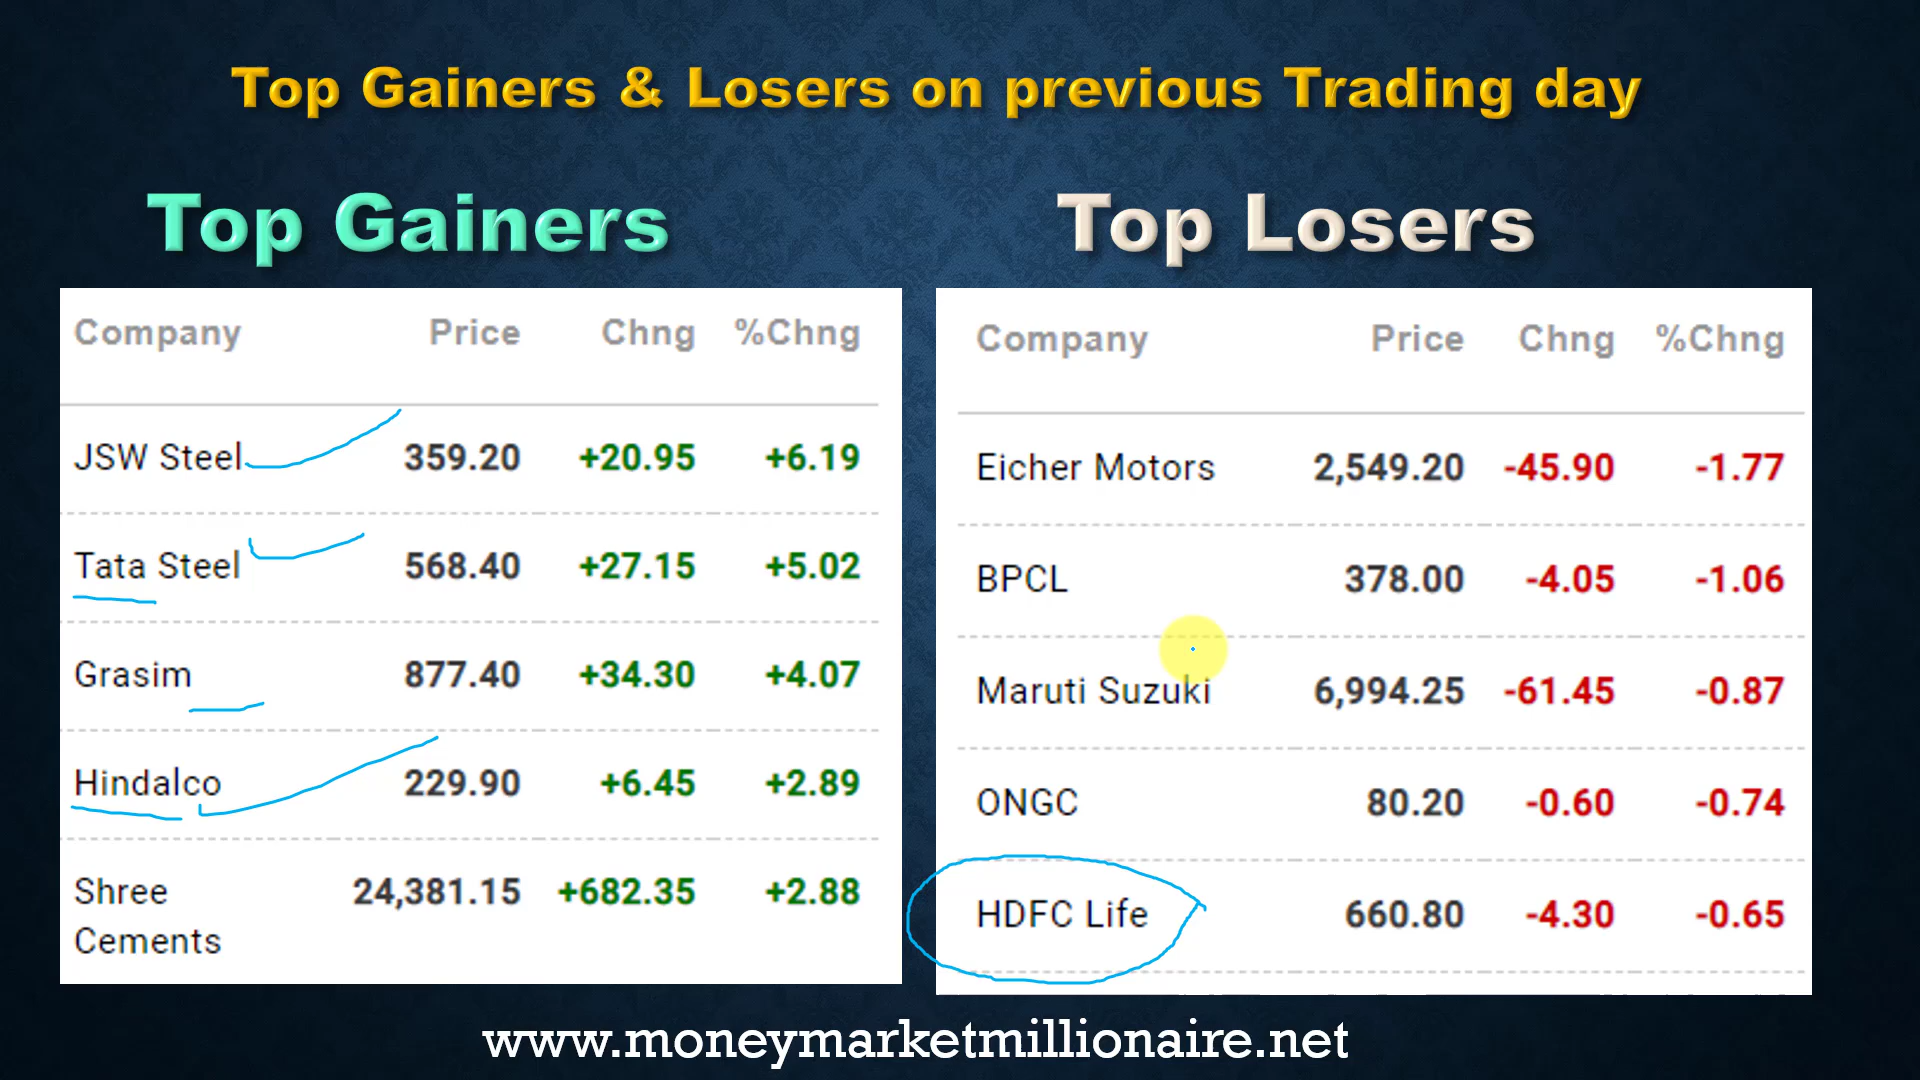 Top Gainers & Losers on previous Trading day
Top Gainers
Top Losers
Company Price Chng %Chng
JSW Steel 359.20 +20.95 +6.19
Tata Steel 568.40 +27.15 +5.02
Grasim 877.40 +34.30 +4.07
Hindalco 229.90 +6.45 +2.89
Shree 24,381.15 +682.35 +2.88
Cements
Company Price Chng %Chng
Eicher Motors 2,549.20 -45.90 -1.77
BPCL 378.00 -4.05 -1.06
Maruti Suzuki 6,994.25 -61.45 -0.87
ONGC 80.20 -0.60 -0.74
HDFC Life 660.80 -4.30 -0.65
www.moneymarketmillionaire.net